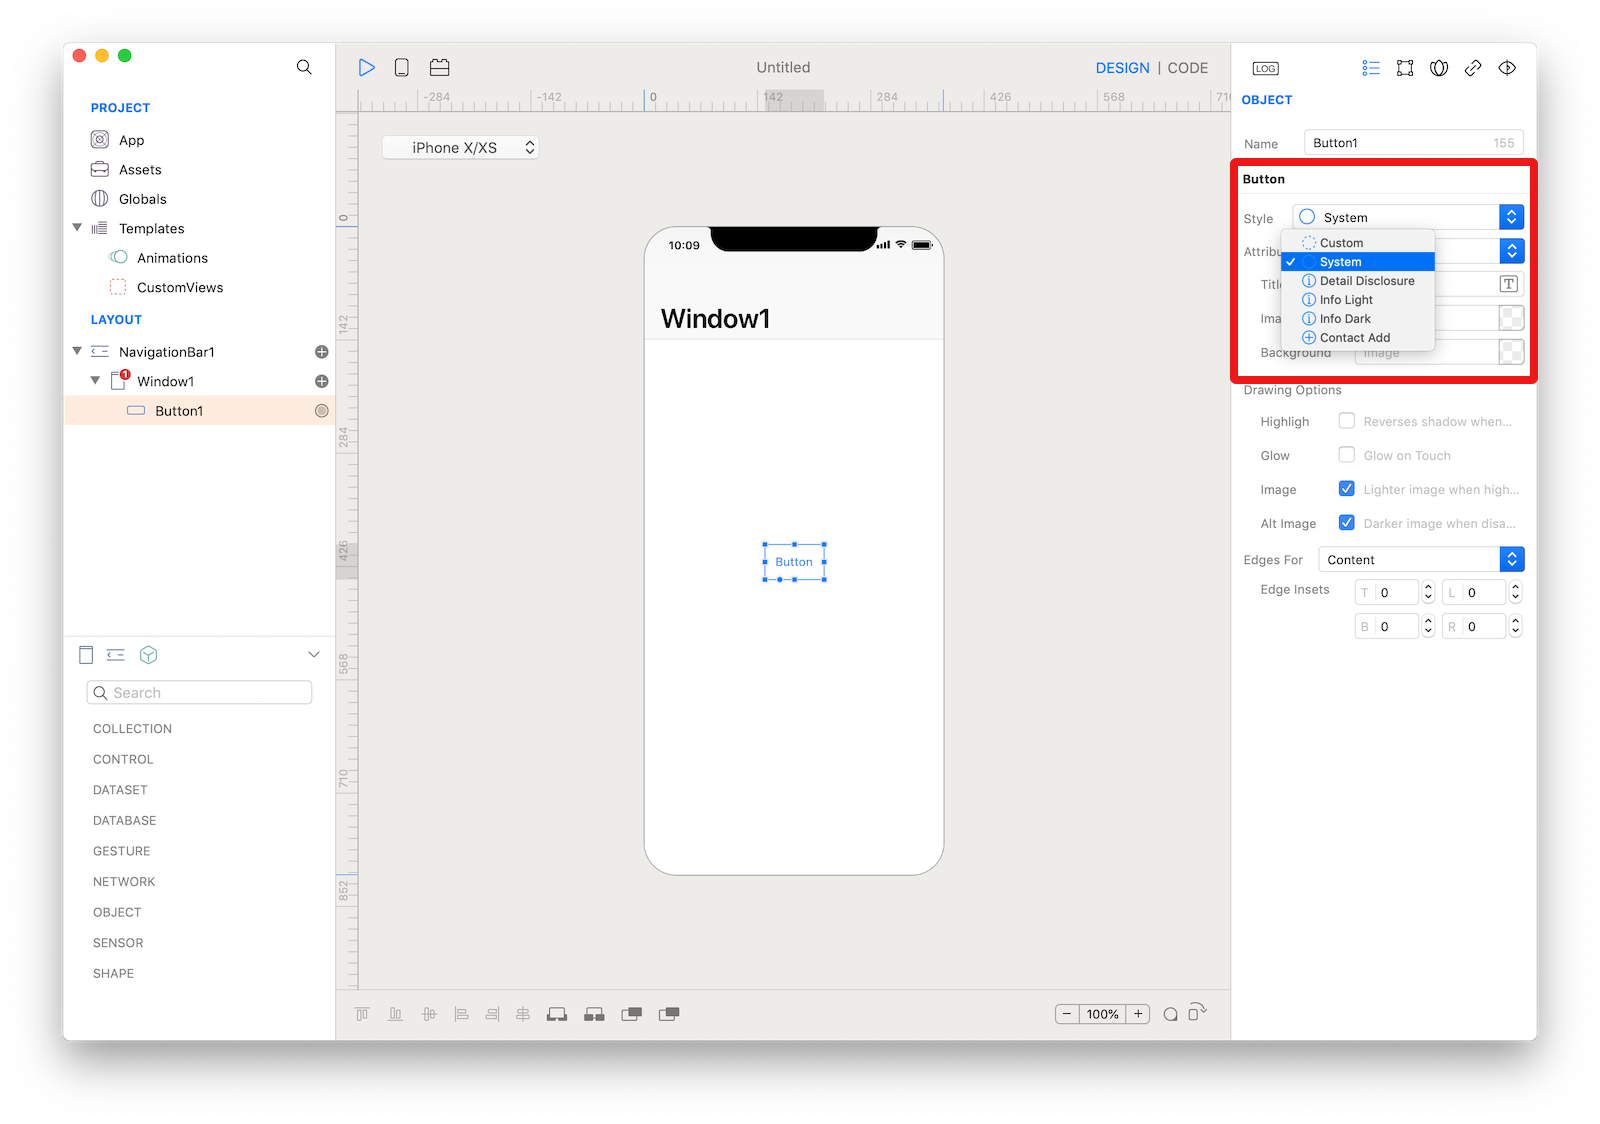 Untitled
DESIGN | CODE
LOG
PROJECT
App
Assets
Globals
Templates
Animations
CustomViews
LAYOUT
NavigationBar1
1
Window1
Button1
Search
COLLECTION
CONTROL
DATASET
DATABASE
GESTURE
NETWORK
OBJECT
SENSOR
SHAPE
-284 -142 0 142 284 426 568 710
0
142
284
426
568
710
852
iPhone X/XS
10:09
Window1
Button
100%
OBJECT
Name Button1 155
Button
Style System
Attribu
Custom
System
Detail Disclosure
Info Light
Info Dark
Contact Add
Title T
Ima
Background Image
Drawing Options
Highligh Reverses shadow when...
Glow Glow on Touch
Image Lighter image when high...
Alt Image Darker image when disa...
Edges For Content
Edge Insets T 0 L 0
B 0 R 0